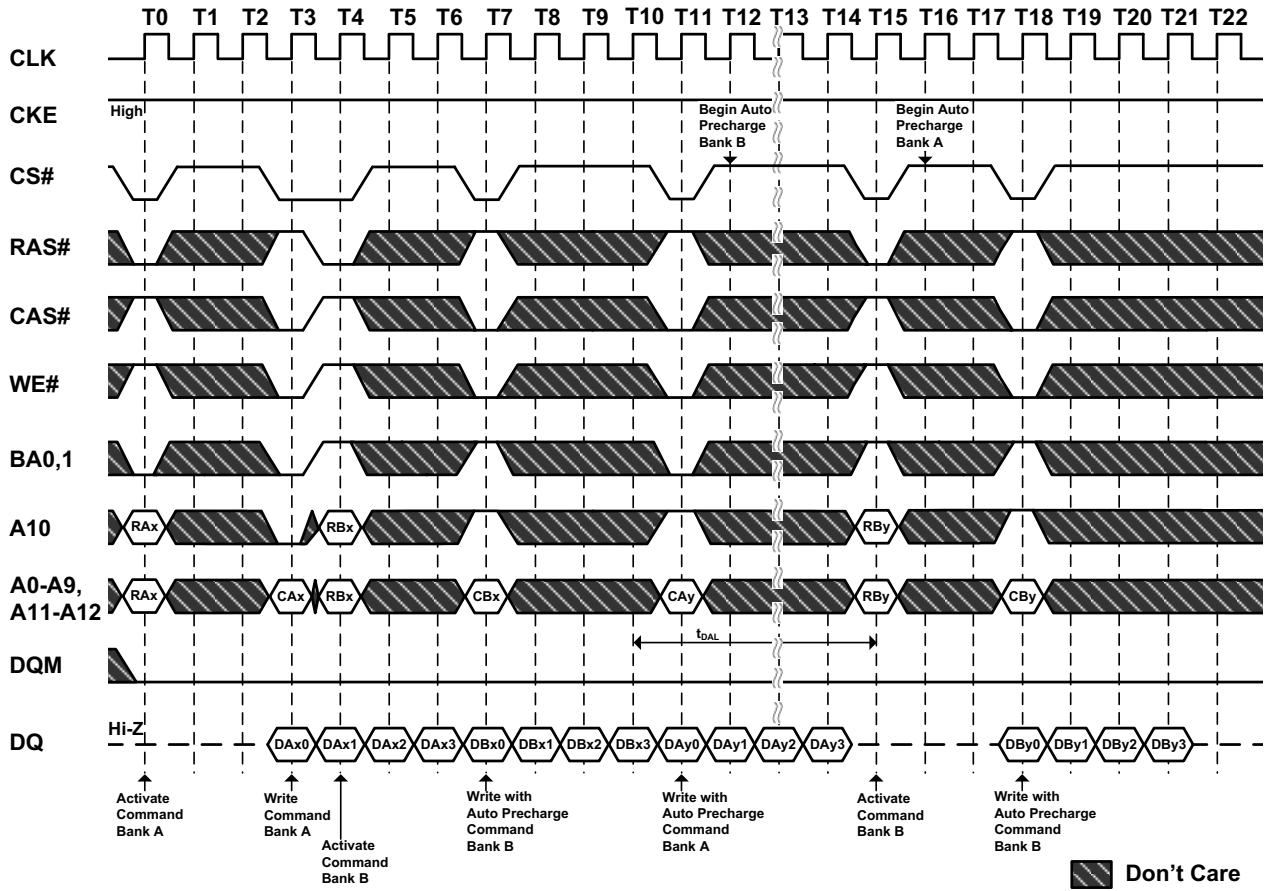 T0 T1 T2 T3 T4 T5 T6 T7 T8 T9 T10 T11 T12 T13 T14 T15 T16 T17 T18 T19 T20 T21 T22
CLK
CKE
High
Begin Auto
Precharge
Bank B
Begin Auto
Precharge
Bank A
CS#
RAS#
CAS#
WE#
BA0,1
A10
RAx RBx RBy
A0-A9,
A11-A12
RAx CAx RBx CBx CAy RBy CBy
tDAL
DQM
Hi-Z
DQ
DAx0 DAx1 DAx2 DAx3 DBx0 DBx1 DBx2 DBx3 DAy0 DAy1 DAy2 DAy3 DBy0 DBy1 DBy2 DBy3
Activate
Command
Bank A
Write
Command
Bank A
Activate
Command
Bank B
Write with
Auto Precharge
Command
Bank B
Write with
Auto Precharge
Command
Bank A
Activate
Command
Bank B
Write with
Auto Precharge
Command
Bank B
Don't Care